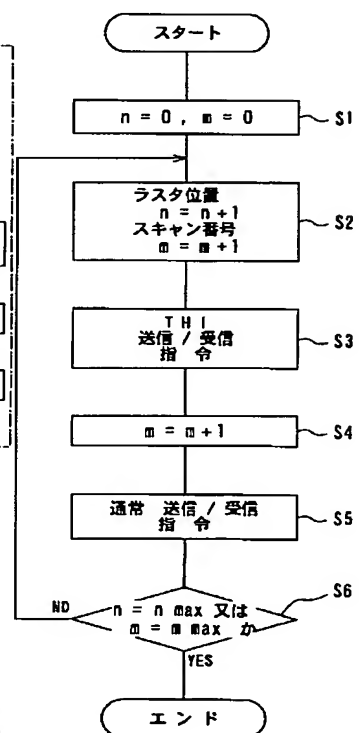 スタート
n = 0 , m = 0
S1
ラスタ位置
n = n + 1
スキャン番号
m = m + 1
S2
T H I
送信 / 受信
指 令
S3
m = m + 1
S4
通常 送信 / 受信
指 令
S5
S6
n = n max 又は
m = m max か
NO
YES
エ ン ド